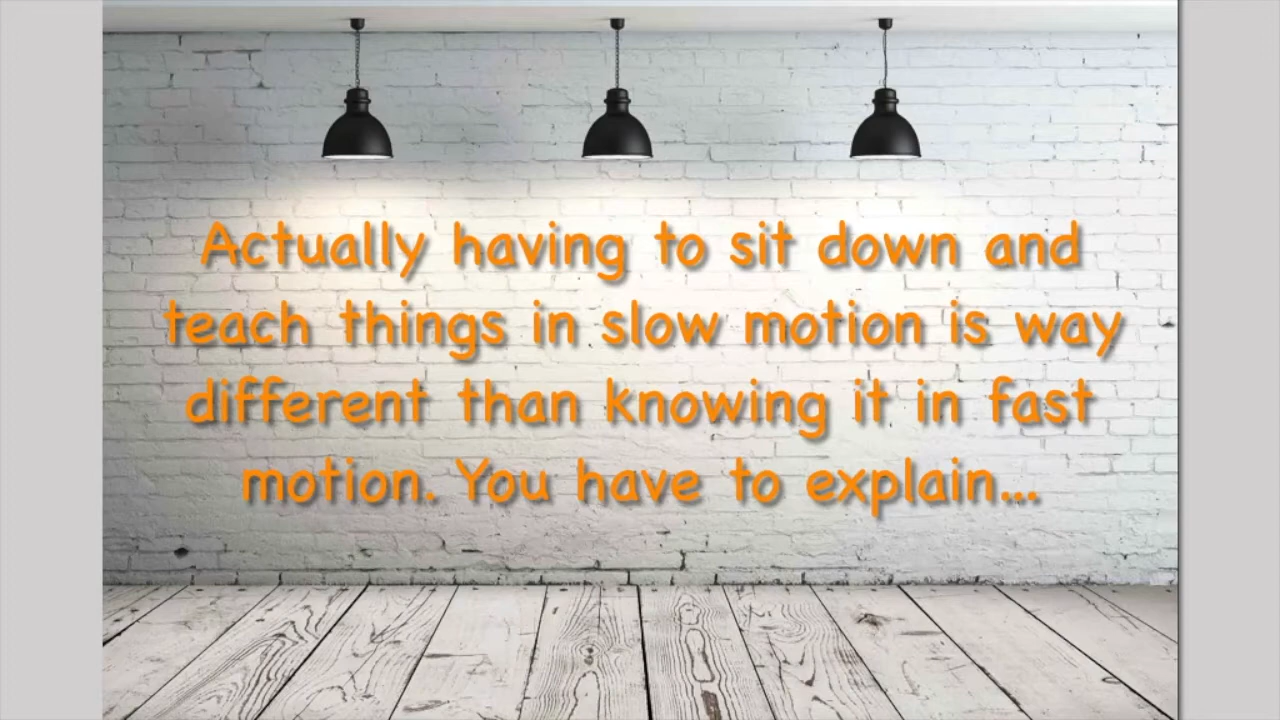 Actually having to sit down and
teach things in slow motion is way
different than knowing it in fast
motion. You have to explain...